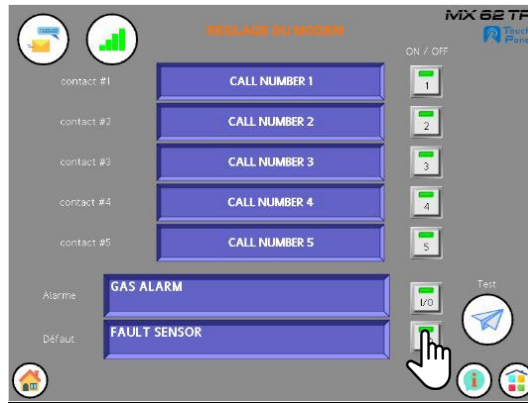 MX 62 TP
REGLAGE DU MODEM
Touch
Pane
ON / OFF
contact #1
CALL NUMBER 1
1
contact #2
CALL NUMBER 2
2
contact #3
CALL NUMBER 3
3
contact #4
CALL NUMBER 4
4
contact #5
CALL NUMBER 5
5
Alarme
GAS ALARM
I/O
Test
Défaut
FAULT SENSOR